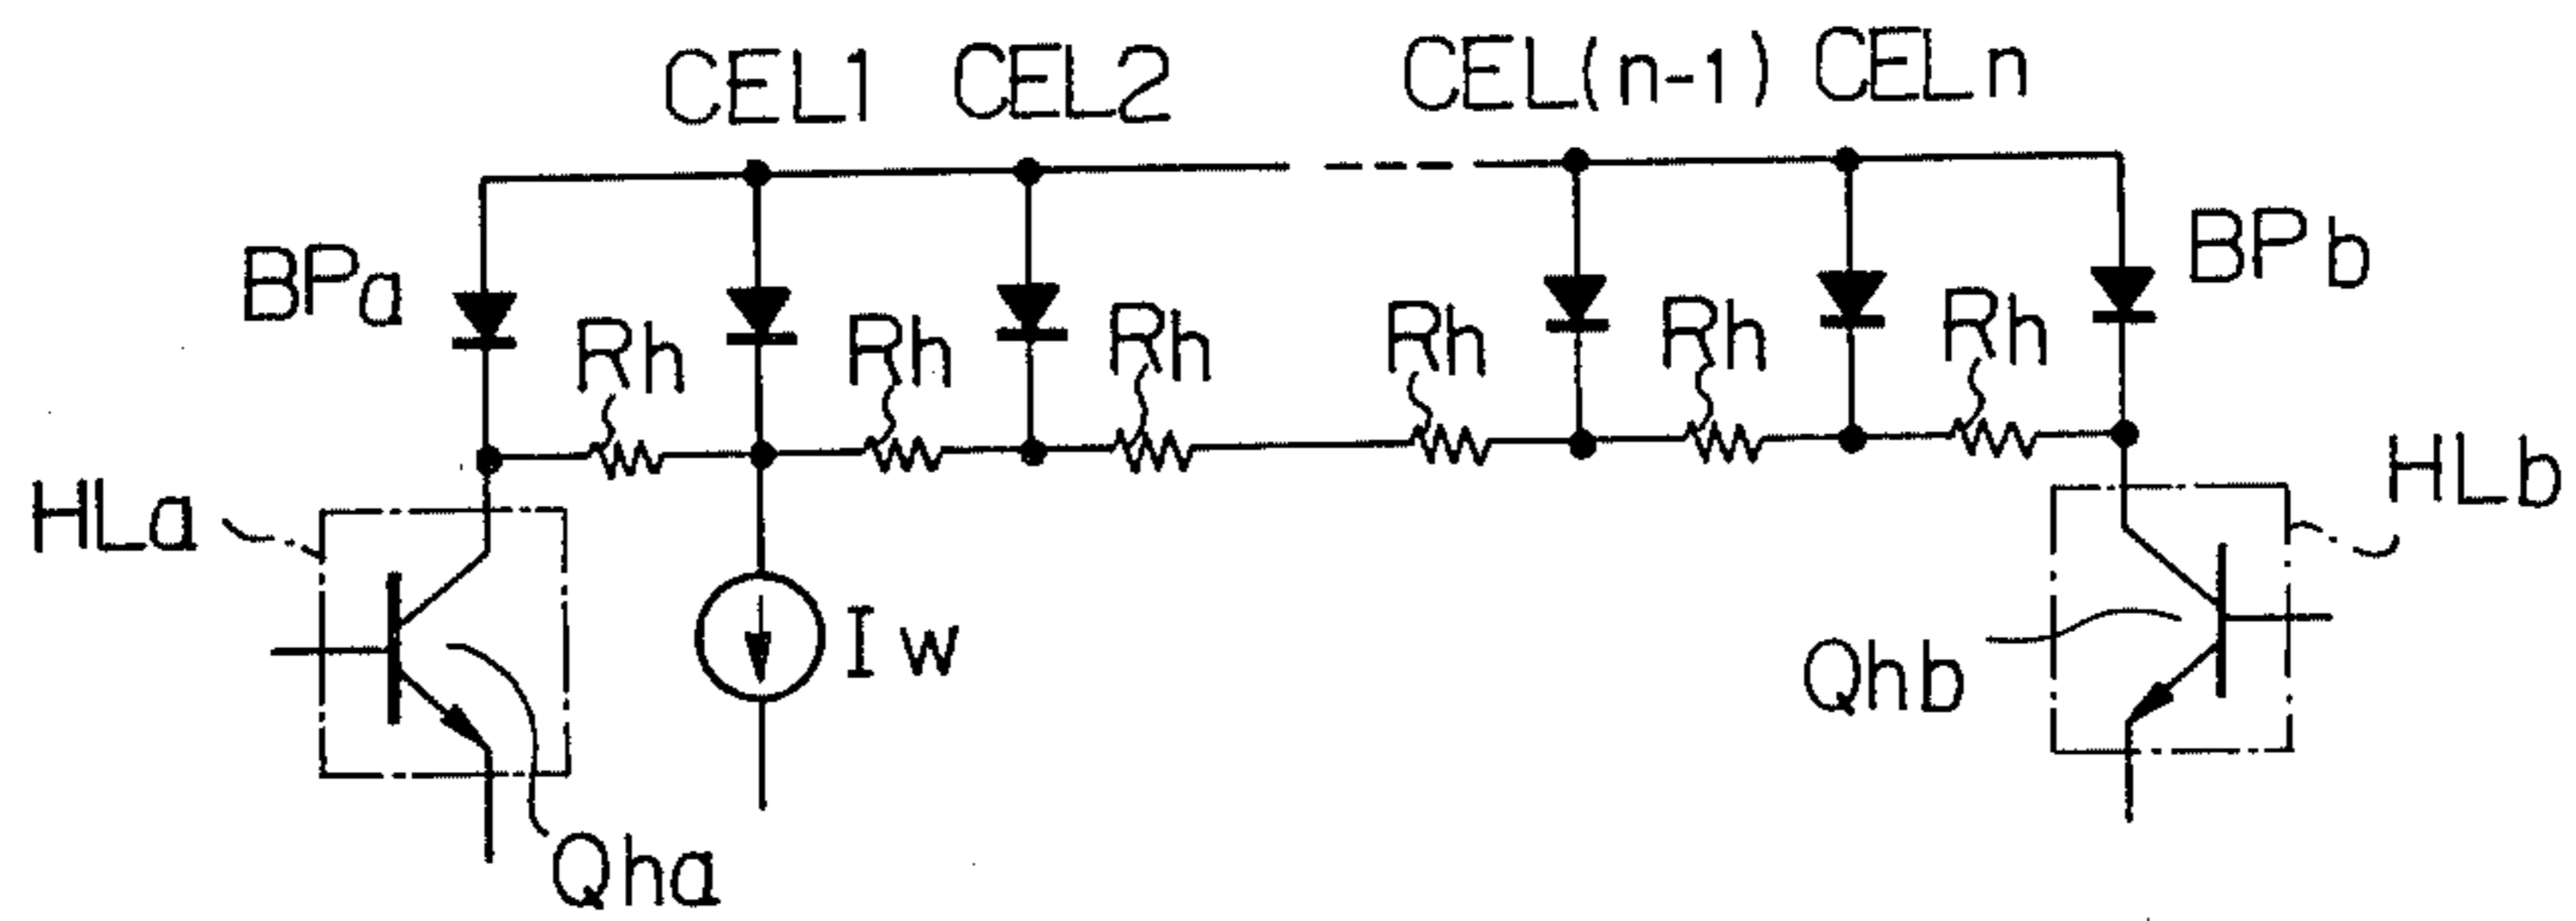 CEL1 CEL2 CEL(n-1) CELn
BPa BPb
Rh Rh Rh Rh Rh Rh
HLa HLb
Iw
Qhb
Qha